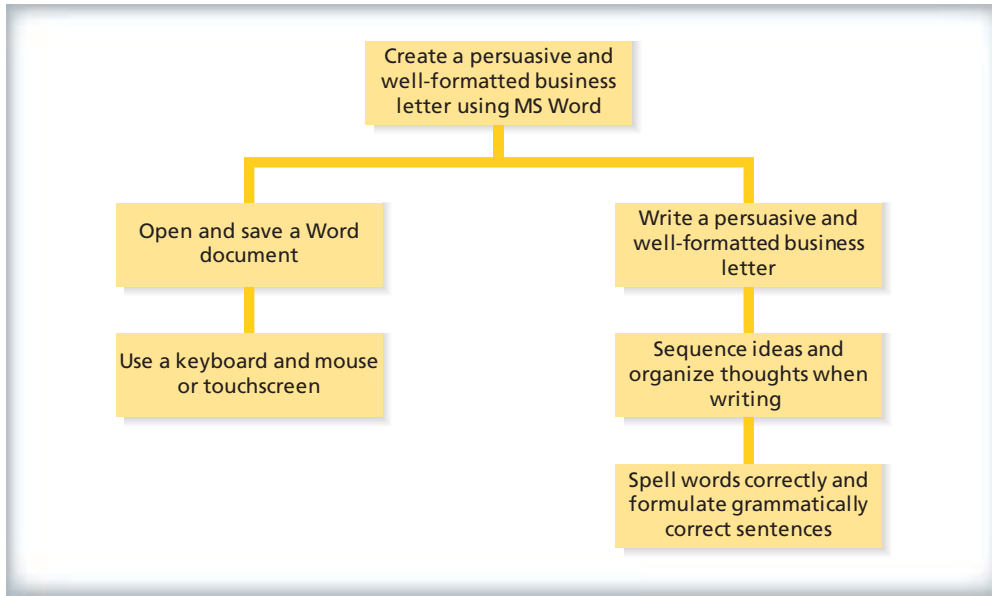 Create a persuasive and
well-formatted business
letter using MS Word
Open and save a Word
document
Use a keyboard and mouse
or touchscreen
Write a persuasive and
well-formatted business
letter
Sequence ideas and
organize thoughts when
writing
Spell words correctly and
formulate grammatically
correct sentences